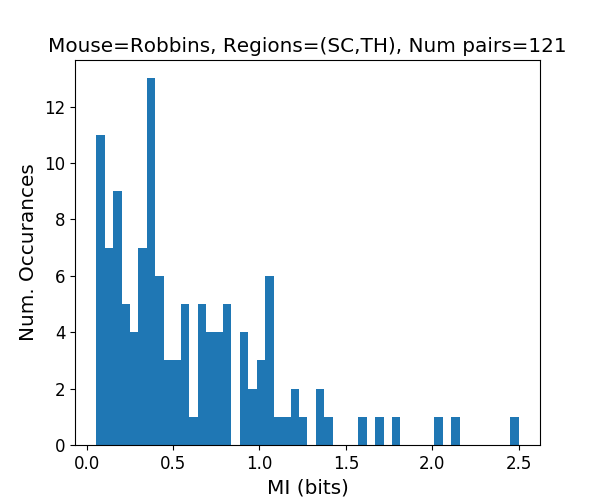 Mouse=Robbins, Regions=(SC,TH), Num pairs=121
Num. Occurances
12
10
8
6
4
2
0
0.0 0.5 1.0 1.5 2.0 2.5
MI (bits)